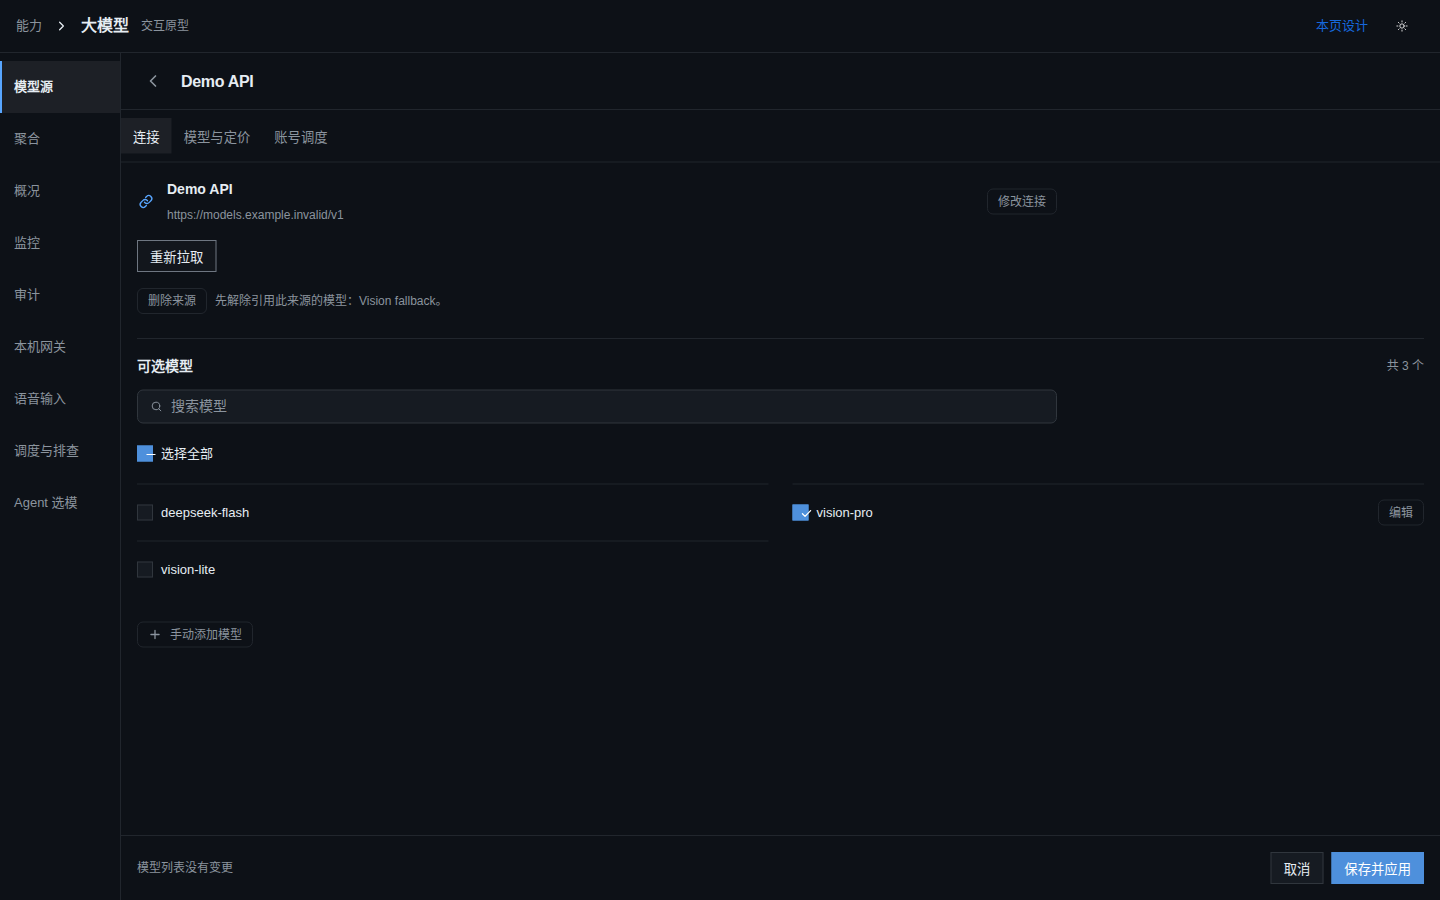 能力 大模型 交互原型 本页设计
模型源
聚合
概况
监控
审计
本机网关
语音输入
调度与排查
Agent 选模
Demo API
连接 模型与定价 账号调度
Demo API
https://models.example.invalid/v1
修改连接
重新拉取
删除来源 先解除引用此来源的模型：Vision fallback。
可选模型 共 3 个
搜索模型
选择全部
deepseek-flash
vision-pro 编辑
vision-lite
手动添加模型
模型列表没有变更 取消 保存并应用